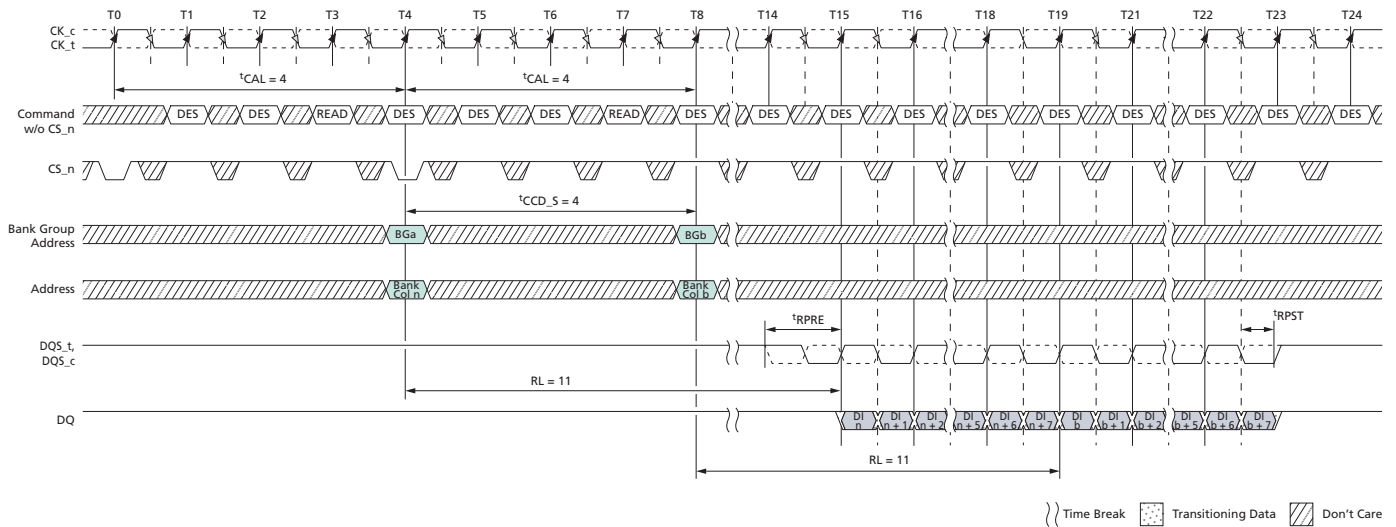 T0 T1 T2 T3 T4 T5 T6 T7 T8 T14 T15 T16 T18 T19 T21 T22 T23 T24
CK_c
CK_t
tCAL = 4 tCAL = 4
Command
w/o CS_n
DES DES READ DES DES DES READ DES DES DES DES DES DES DES DES DES DES
CS_n
tCCD_S = 4
Bank Group
Address
BGa BGb
Address
Bank
Col n
Bank
Col b
tRPRE tRPST
DQS_t,
DQS_c
RL = 11
DQ
DI
n
DI
n + 1
DI
n + 2
DI
n + 5
DI
n + 6
DI
n + 7
DI
b
DI
b + 1
DI
b + 2
DI
b + 5
DI
b + 6
DI
b + 7
RL = 11
Time Break Transitioning Data Don't Care